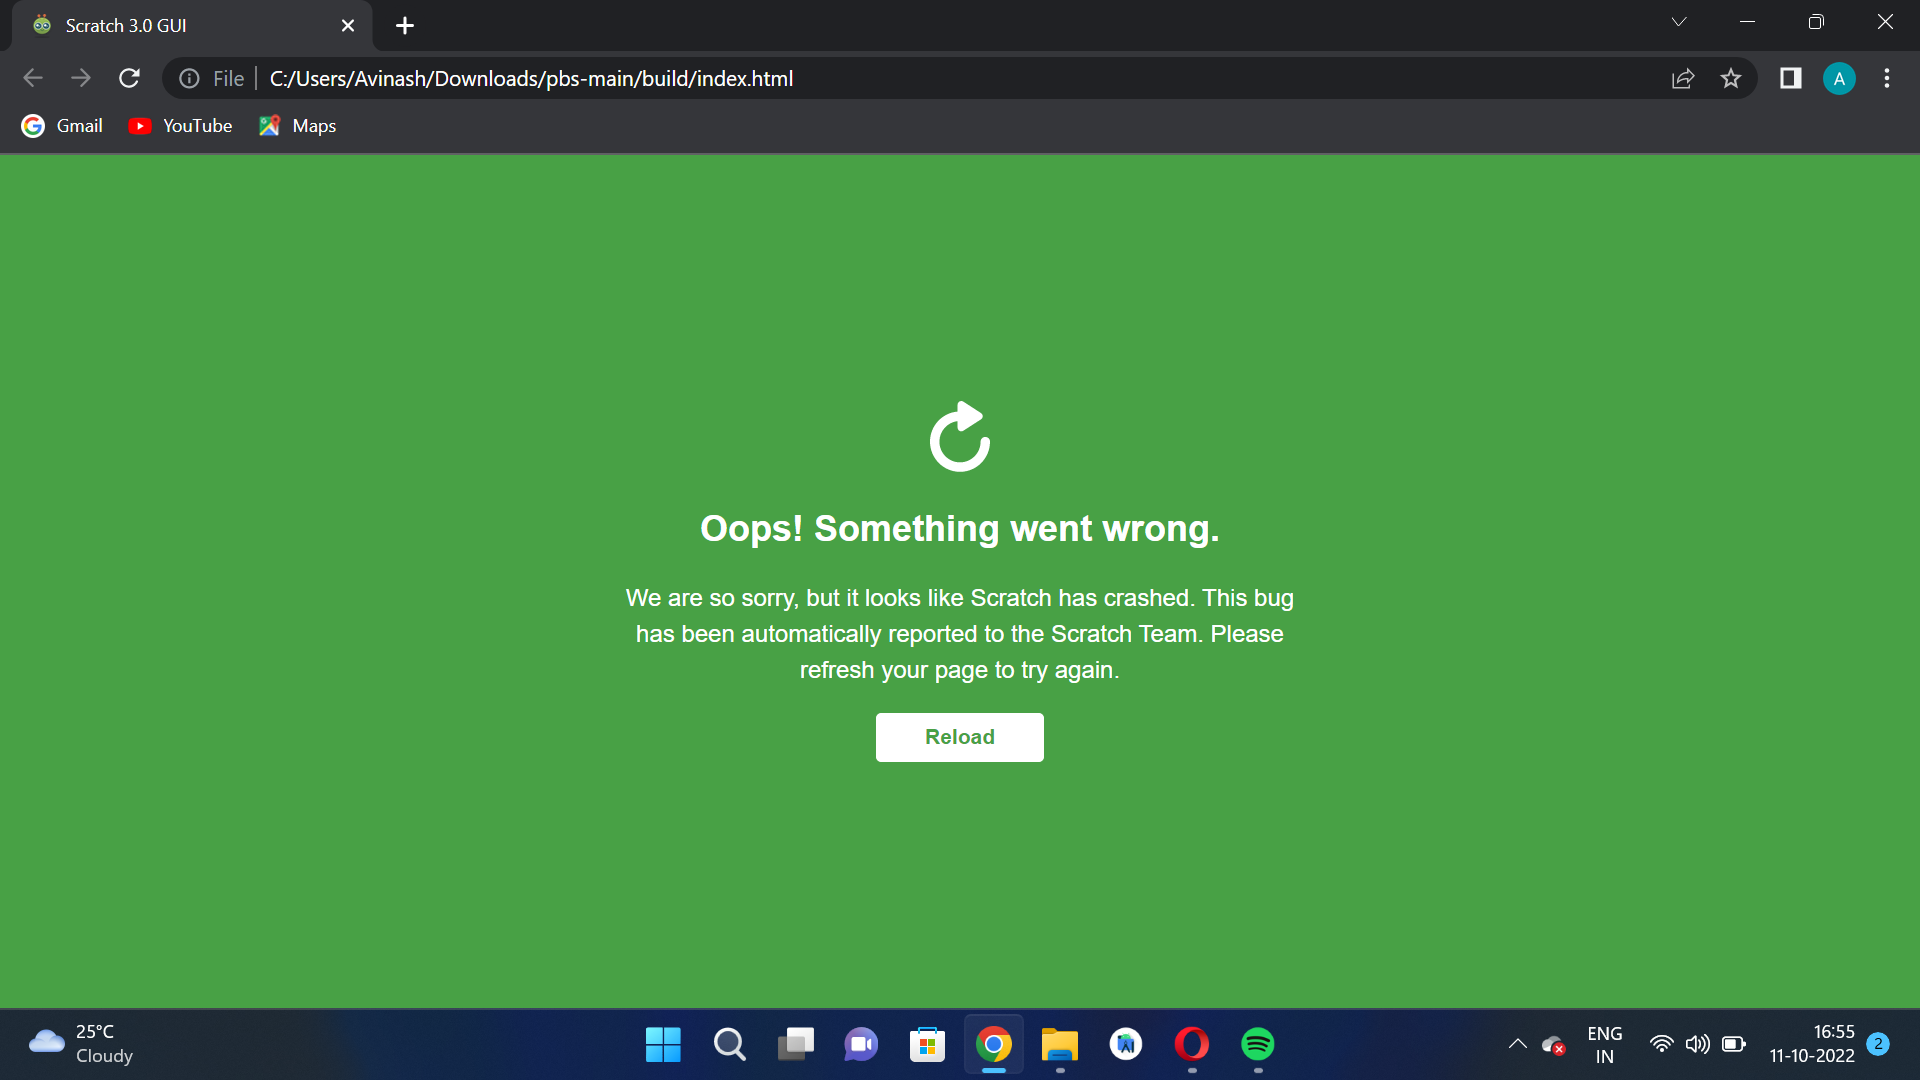 Scratch 3.0 GUI
File
C:/Users/Avinash/Downloads/pbs-main/build/index.html
A
Gmail
YouTube
Maps
Oops! Something went wrong.
We are so sorry, but it looks like Scratch has crashed. This bug
has been automatically reported to the Scratch Team. Please
refresh your page to try again.
Reload
25°C
Cloudy
ENG
IN
16:55
11-10-2022
2